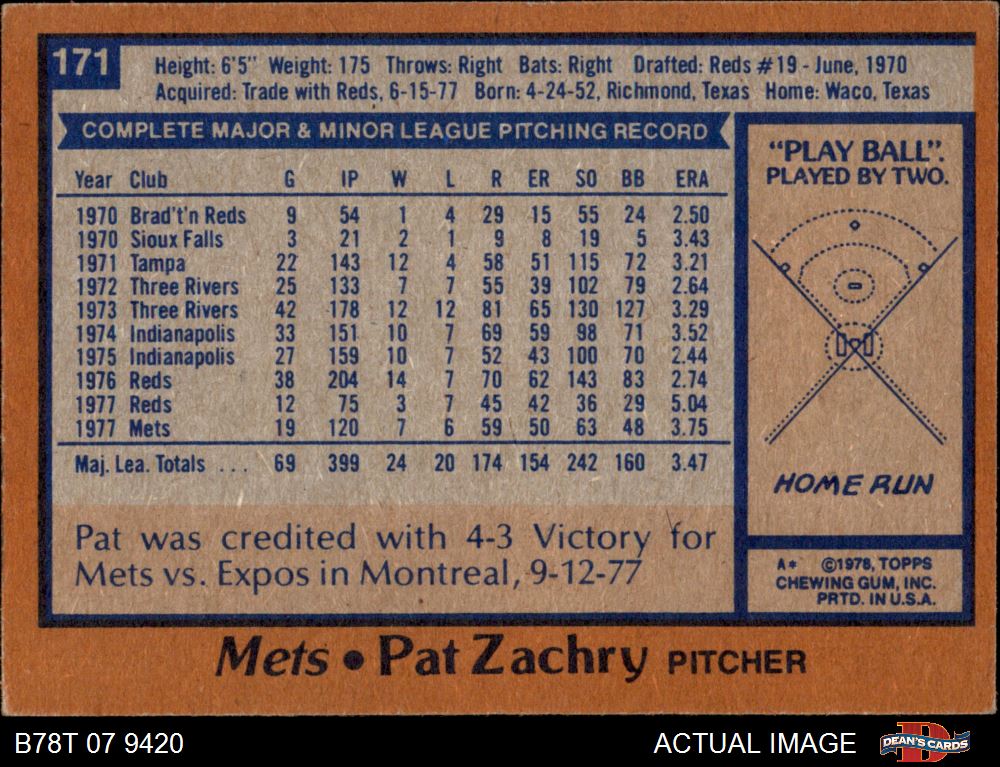 171
Height: 6'5" Weight: 175 Throws: Right Bats: Right Drafted: Reds #19 - June, 1970
Acquired: Trade with Reds, 6-15-77 Born: 4-24-52, Richmond, Texas Home: Waco, Texas
COMPLETE MAJOR & MINOR LEAGUE PITCHING RECORD
Year Club G IP W L R ER SO BB ERA
1970 Brad't'n Reds 9 54 1 4 29 15 55 24 2.50
1970 Sioux Falls 3 21 2 1 9 8 19 5 3.43
1971 Tampa 22 143 12 4 58 51 115 72 3.21
1972 Three Rivers 25 133 7 7 55 39 102 79 2.64
1973 Three Rivers 42 178 12 12 81 65 130 127 3.29
1974 Indianapolis 33 151 10 7 69 59 98 71 3.52
1975 Indianapolis 27 159 10 7 52 43 100 70 2.44
1976 Reds 38 204 14 7 70 62 143 83 2.74
1977 Reds 12 75 3 7 45 42 36 29 5.04
1977 Mets 19 120 7 6 59 50 63 48 3.75
Maj. Lea. Totals ... 69 399 24 20 174 154 242 160 3.47
Pat was credited with 4-3 Victory for
Mets vs. Expos in Montreal, 9-12-77
"PLAY BALL".
PLAYED BY TWO.
HOME RUN
A* ©1978, TOPPS
CHEWING GUM, INC.
PRTD. IN U.S.A.
Mets • Pat Zachry PITCHER
B78T 07 9420
ACTUAL IMAGE
D
DEAN'S CARDS